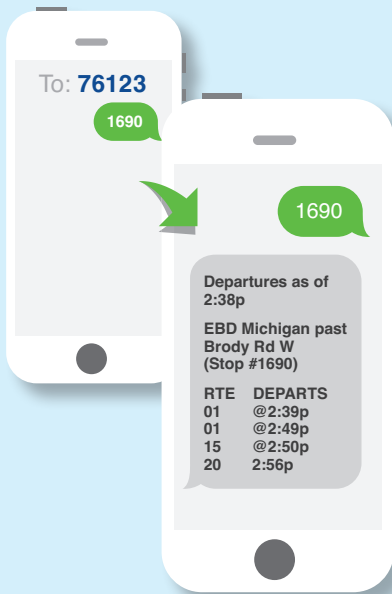 To: 76123
1690
1690
Departures as of
2:38p
EBD Michigan past
Brody Rd W
(Stop #1690)
RTE DEPARTS
01 @2:39p
01 @2:49p
15 @2:50p
20 2:56p